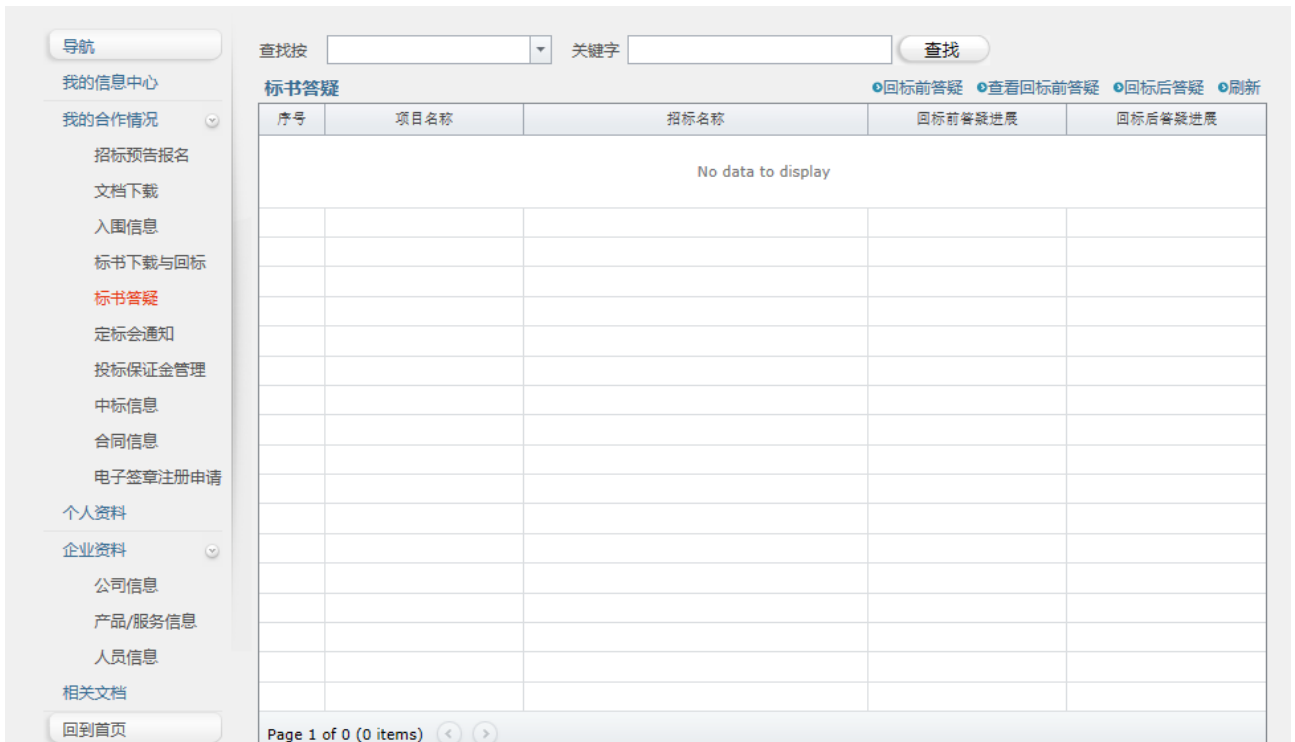 导航
我的信息中心
我的合作情况
招标预告报名
文档下载
入围信息
标书下载与回标
标书答疑
定标会通知
投标保证金管理
中标信息
合同信息
电子签章注册申请
个人资料
企业资料
公司信息
产品/服务信息
人员信息
相关文档
回到首页
查找按 关键字 查找
标书答疑 回标前答疑 查看回标前答疑 回标后答疑 刷新
序号 项目名称 招标名称 回标前答疑进展 回标后答疑进展
No data to display
Page 1 of 0 (0 items)